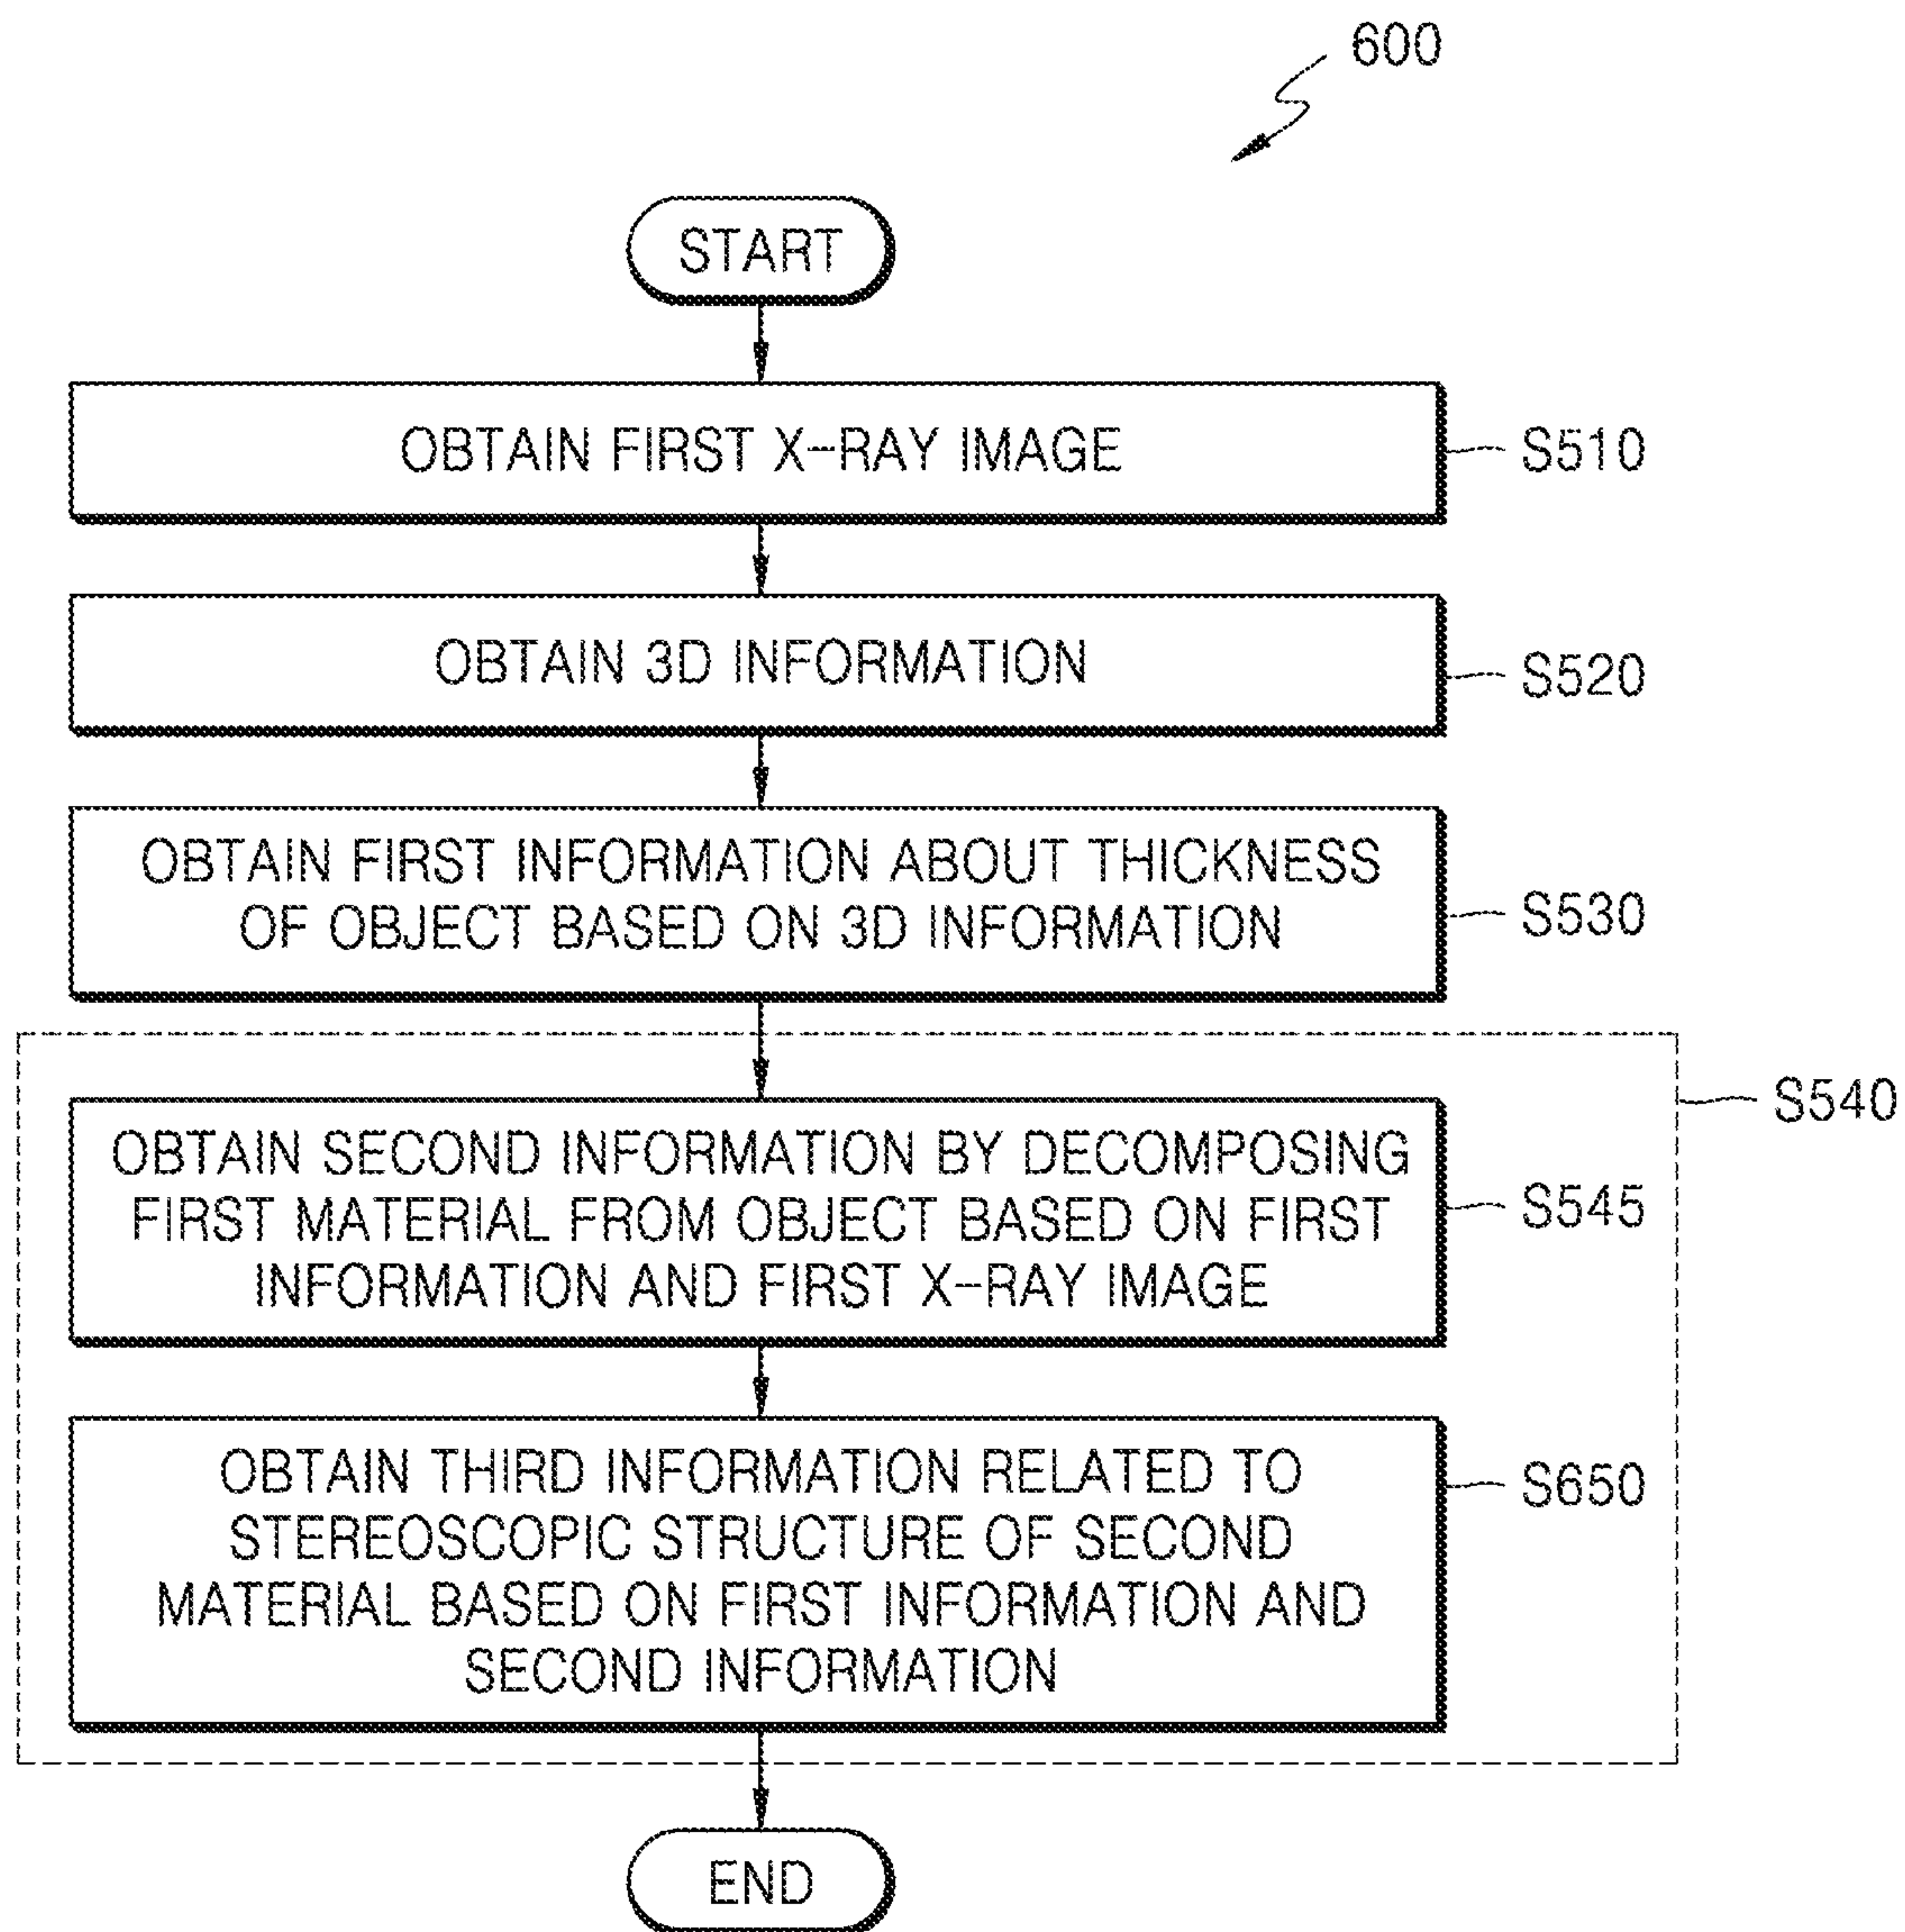 600
START
OBTAIN FIRST X-RAY IMAGE
S510
OBTAIN 3D INFORMATION
S520
OBTAIN FIRST INFORMATION ABOUT THICKNESS
OF OBJECT BASED ON 3D INFORMATION
S530
S540
OBTAIN SECOND INFORMATION BY DECOMPOSING
FIRST MATERIAL FROM OBJECT BASED ON FIRST
INFORMATION AND FIRST X-RAY IMAGE
S545
OBTAIN THIRD INFORMATION RELATED TO
STEREOSCOPIC STRUCTURE OF SECOND
MATERIAL BASED ON FIRST INFORMATION AND
SECOND INFORMATION
S650
END